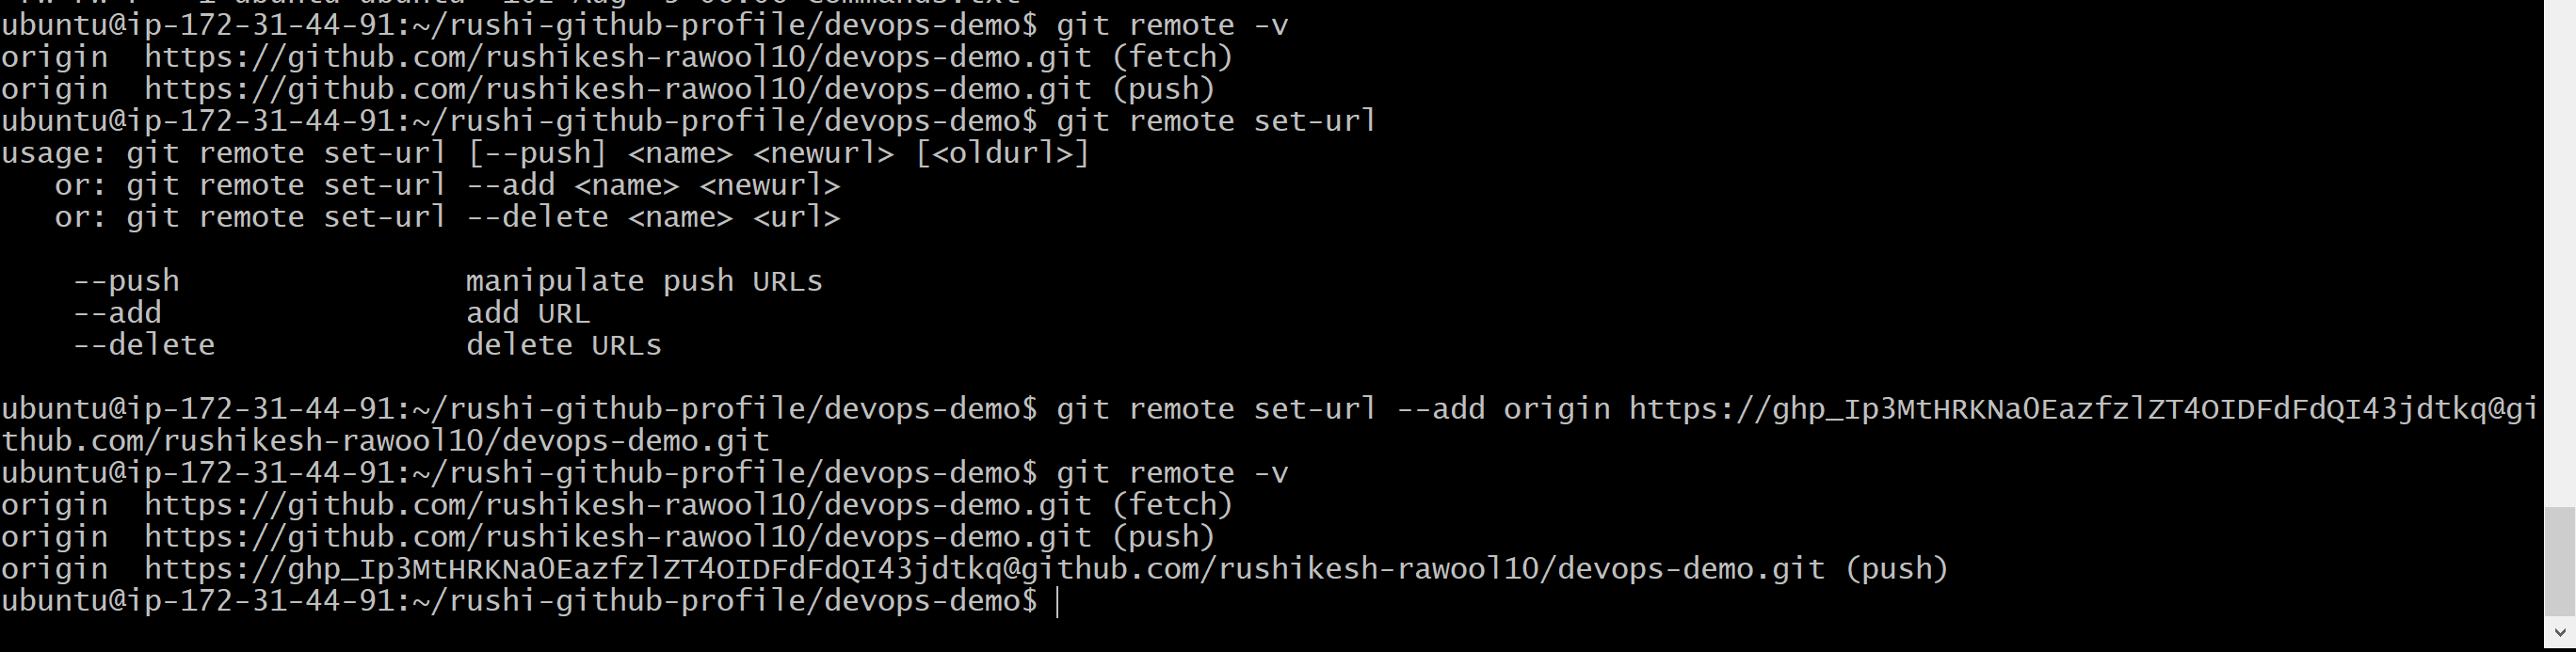 ubuntu@ip-172-31-44-91:~/rushi-github-profile/devops-demo$ git remote -v
origin  https://github.com/rushikesh-rawool10/devops-demo.git (fetch)
origin  https://github.com/rushikesh-rawool10/devops-demo.git (push)
ubuntu@ip-172-31-44-91:~/rushi-github-profile/devops-demo$ git remote set-url
usage: git remote set-url [--push] <name> <newurl> [<oldurl>]
   or: git remote set-url --add <name> <newurl>
   or: git remote set-url --delete <name> <url>

    --push                manipulate push URLs
    --add                 add URL
    --delete              delete URLs

ubuntu@ip-172-31-44-91:~/rushi-github-profile/devops-demo$ git remote set-url --add origin https://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@gi
thub.com/rushikesh-rawool10/devops-demo.git
ubuntu@ip-172-31-44-91:~/rushi-github-profile/devops-demo$ git remote -v
origin  https://github.com/rushikesh-rawool10/devops-demo.git (fetch)
origin  https://github.com/rushikesh-rawool10/devops-demo.git (push)
origin  https://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@github.com/rushikesh-rawool10/devops-demo.git (push)
ubuntu@ip-172-31-44-91:~/rushi-github-profile/devops-demo$